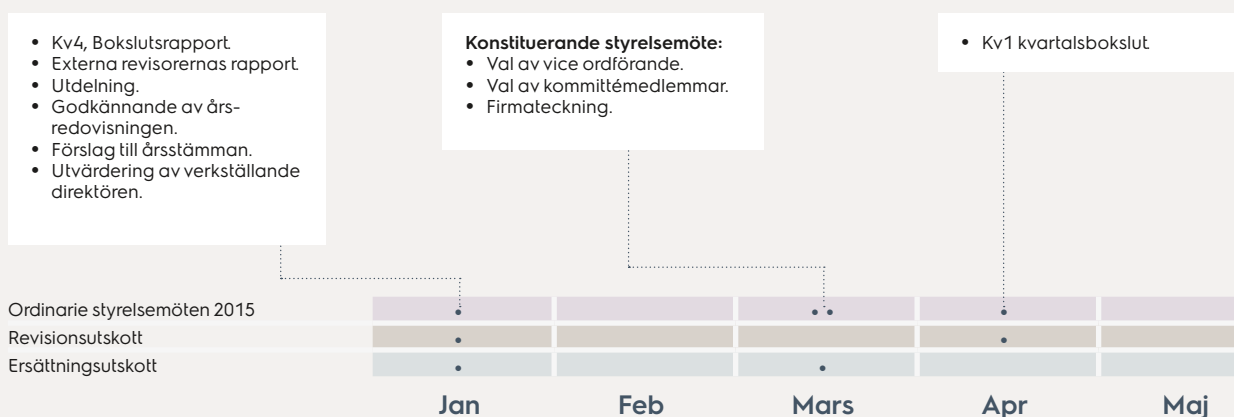 • Kv4, Bokslutsrapport.
• Externa revisorernas rapport.
• Utdelning.
• Godkännande av års-
redovisningen.
• Förslag till årsstämman.
• Utvärdering av verkställande
direktören.
Konstituerande styrelsemöte:
• Val av vice ordförande.
• Val av kommittémedlemmar.
• Firmateckning.
• Kv1 kvartalsbokslut.
Ordinarie styrelsemöten 2015
Revisionsutskott
Ersättningsutskott
Jan Feb Mars Apr Maj